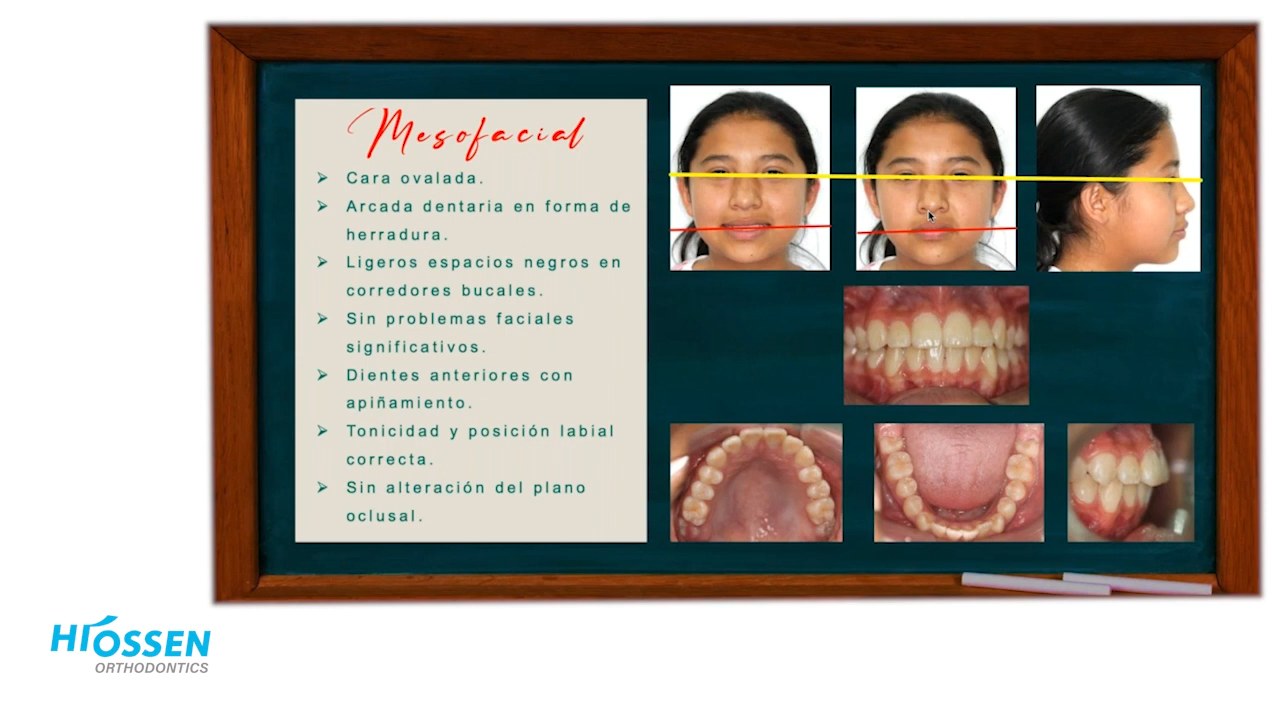 Mesofacial
Cara ovalada.
Arcada dentaria en forma de
herradura.
Ligeros espacios negros en
corredores bucales.
Sin problemas faciales
significativos.
Dientes anteriores con
apiñamiento.
Tonicidad y posición labial
correcta.
Sin alteración del plano
oclusal.
HIOSSEN
ORTHODONTICS